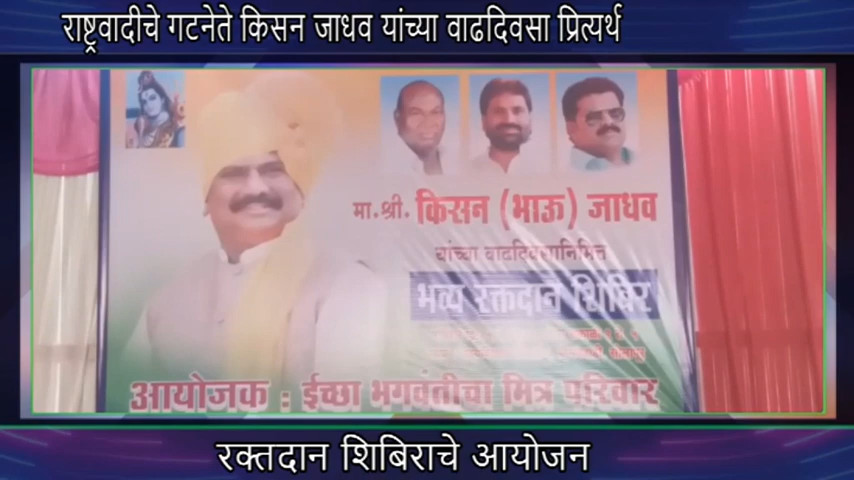 राष्ट्रवादीचे गटनेते किसन जाधव यांच्या वाढदिवसा प्रित्यर्थ
मा. श्री. किसन (भाऊ) जाधव
यांच्या वाढदिवसानिमित्त
भव्य रक्तदान शिबिर
आयोजक : ईच्छा भगवंतीचा मित्र परिवार
रक्तदान शिबिराचे आयोजन